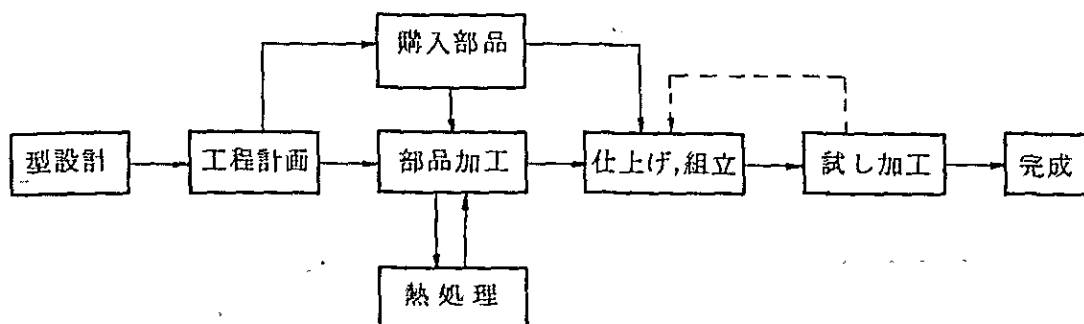 購入部品
型設計
工程計画
部品加工
仕上げ,組立
試し加工
完成
熱処理